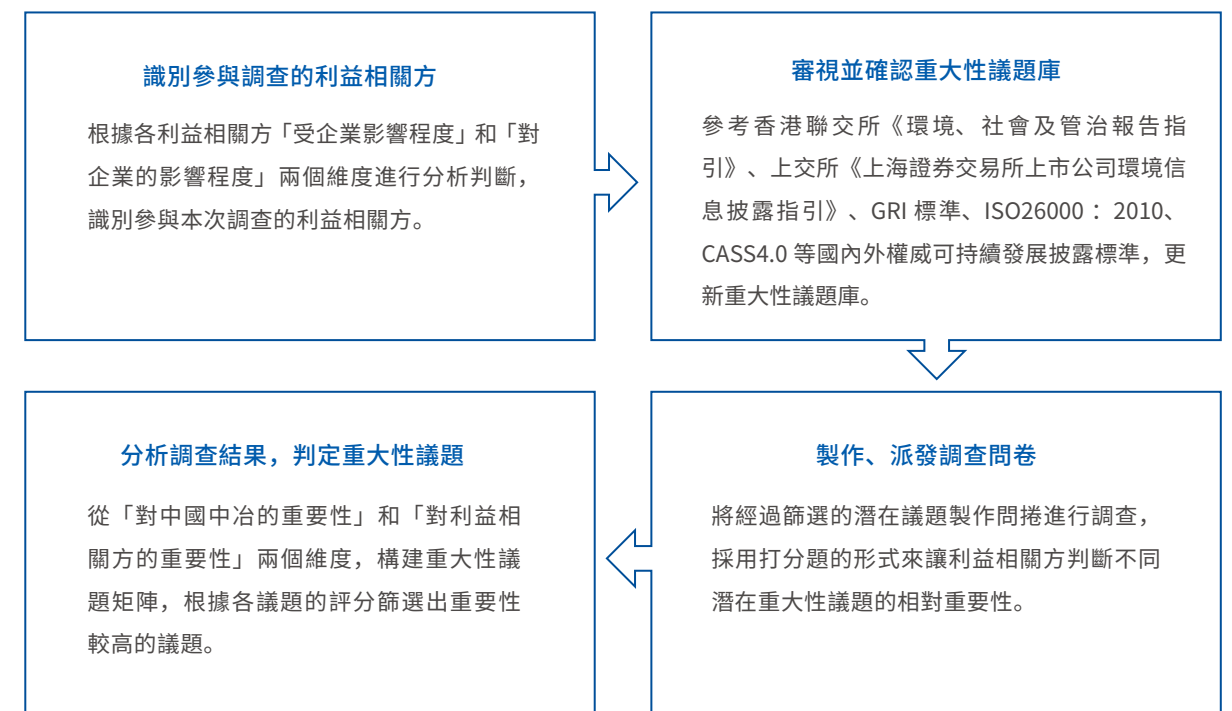 識別參與調查的利益相關方
根據各利益相關方「受企業影響程度」和「對
企業的影響程度」兩個維度進行分析判斷，
識別參與本次調查的利益相關方。
審視並確認重大性議題庫
參考香港聯交所《環境、社會及管治報告指
引》、上交所《上海證券交易所上市公司環境信
息披露指引》、GRI 標準、ISO26000：2010、
CASS4.0 等國內外權威可持續發展披露標準，更
新重大性議題庫。
製作、派發調查問卷
將經過篩選的潛在議題製作問捲進行調查，
採用打分題的形式來讓利益相關方判斷不同
潛在重大性議題的相對重要性。
分析調查結果，判定重大性議題
從「對中國中冶的重要性」和「對利益相
關方的重要性」兩個維度，構建重大性議
題矩陣，根據各議題的評分篩選出重要性
較高的議題。